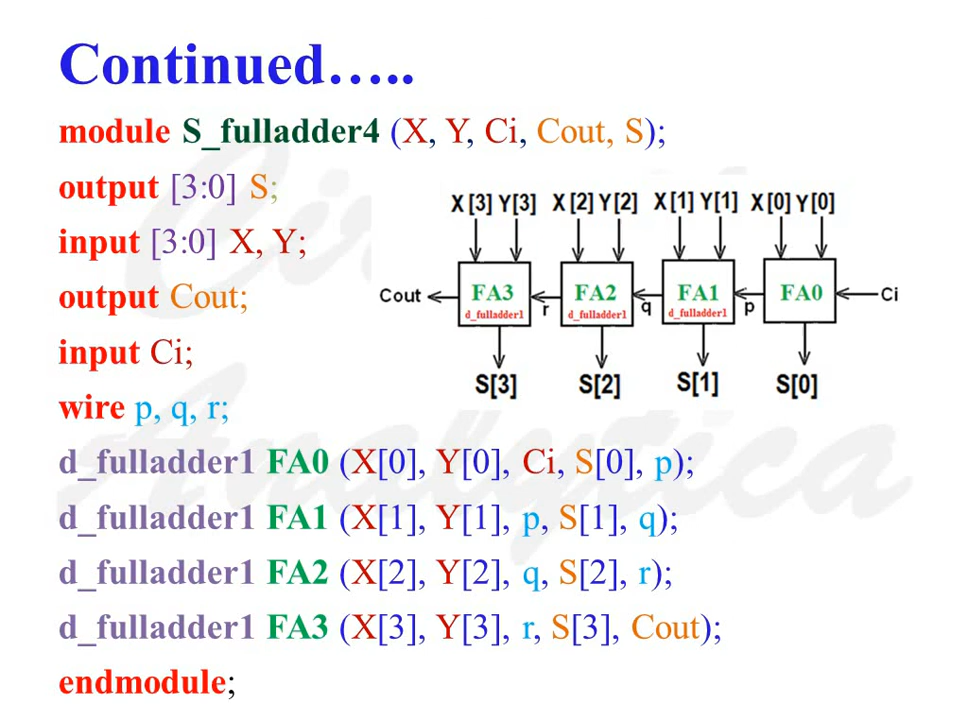 Continued…..
module S_fulladder4 (X, Y, Ci, Cout, S);
output [3:0] S;
input [3:0] X, Y;
output Cout;
input Ci;
wire p, q, r;
d_fulladder1 FA0 (X[0], Y[0], Ci, S[0], p);
d_fulladder1 FA1 (X[1], Y[1], p, S[1], q);
d_fulladder1 FA2 (X[2], Y[2], q, S[2], r);
d_fulladder1 FA3 (X[3], Y[3], r, S[3], Cout);
endmodule;
X [3] Y[3] X [2] Y[2] X [1] Y[1] X [0] Y[0]
Cout FA3 r FA2 q FA1 p FA0 Ci
d_fulladder1 d_fulladder1 d_fulladder1
S[3] S[2] S[1] S[0]
Analytica